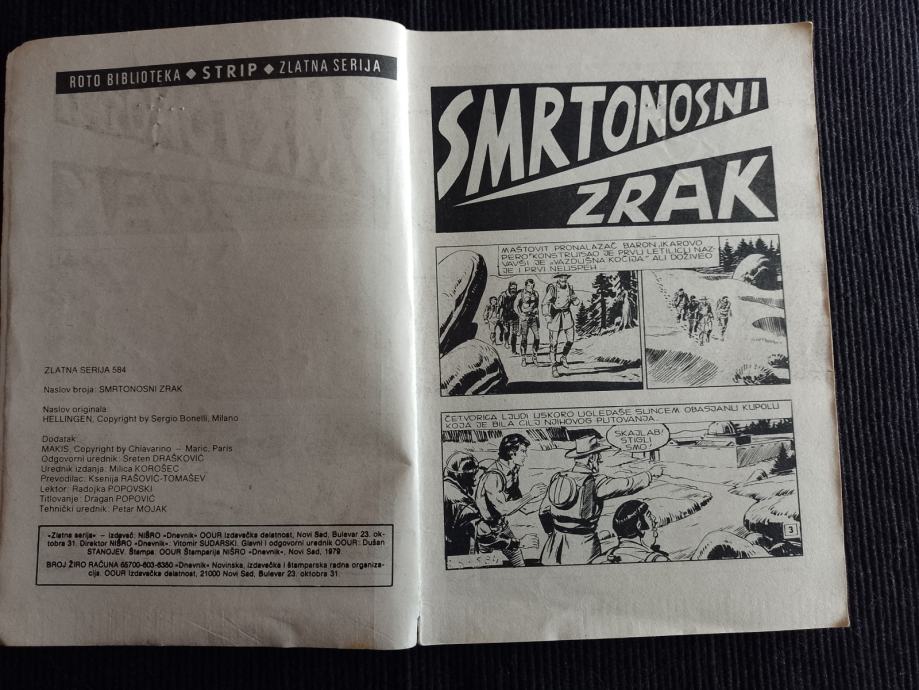 ROTO BIBLIOTEKA ◆ STRIP ◆ ZLATNA SERIJA
ZLATNA SERIJA 584
Naslov broja: SMRTONOSNI ZRAK
Naslov originala:
HELLINGEN, Copyright by Sergio Bonelli, Milano
Dodatak:
MAKIS, Copyright by Chiavarino – Maric, Paris
Odgovorni urednik: Sreten DRAŠKOVIĆ
Urednik izdanja: Milica KOROŠEC
Prevodilac: Ksenija RAŠOVIĆ-TOMAŠEV
Lektor: Radojka POPOVSKI
Titlovanje: Dragan POPOVIĆ
Tehnički urednik: Petar MOJAK
»Zlatna serija« – izdavač: NIŠRO »Dnevnik« OOUR Izdavačka delatnost, Novi Sad, Bulevar 23. ok-
tobra 31. Direktor NIŠRO »Dnevnik«: Vitomir SUDARSKI. Glavni i odgovorni urednik OOUR: Dušan
STANOJEV. Štampa: OOUR Štamparija NIŠRO »Dnevnik«, Novi Sad, 1979.
BROJ ŽIRO RAČUNA 65700-603-6350 »Dnevnik« Novinska, izdavačka i štamparska radna organiza-
cija. OOUR Izdavačka delatnost, 21000 Novi Sad, Bulevar 23. oktobra 31.
SMRTONOSNI
ZRAK
MAŠTOVIT PRONALAZAČ BARON „IKAROVO
PERO" KONSTRUISAO JE PRVU LETILICU NAZ-
VAVŠI JE „VAZDUŠNA KOČIJA" ALI DOŽIVEO
JE I PRVI NEUSPEH...
ČETVORICA LJUDI USKORO UGLEDAŠE SUNCEM OBASJANU KUPOLU
KOJA JE BILA CILJ NJIHOVOG PUTOVANJA...
SKAJLAB!
STIGLI
SMO!
3